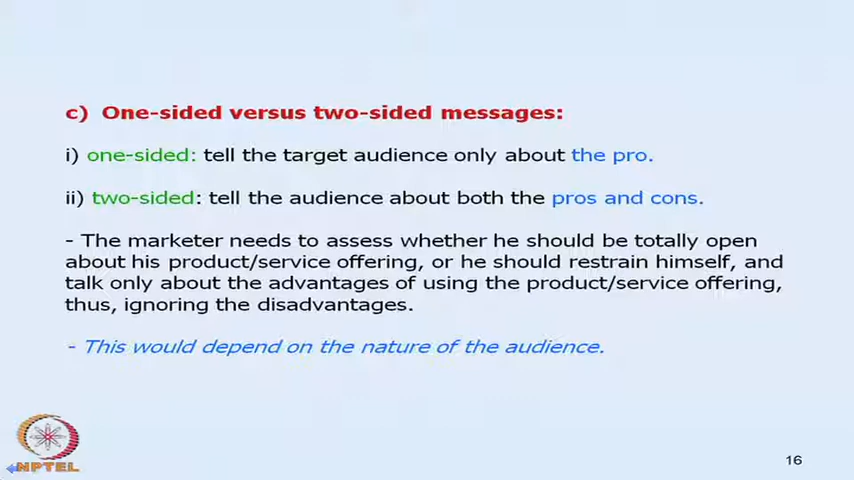 c) One-sided versus two-sided messages:
i) one-sided: tell the target audience only about the pro.
ii) two-sided: tell the audience about both the pros and cons.
- The marketer needs to assess whether he should be totally open
about his product/service offering, or he should restrain himself, and
talk only about the advantages of using the product/service offering,
thus, ignoring the disadvantages.
- This would depend on the nature of the audience.
NPTEL
16